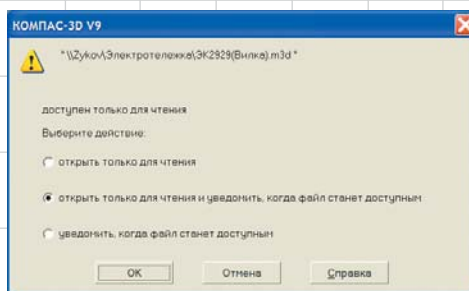 КОМПАС-3D V9
"\\Zykov\Электротележка\ЭК2929(Вилка).m3d"
доступен только для чтения
Выберите действие:
открыть только для чтения
открыть только для чтения и уведомить, когда файл станет доступным
уведомить, когда файл станет доступным
OK Отмена Справка